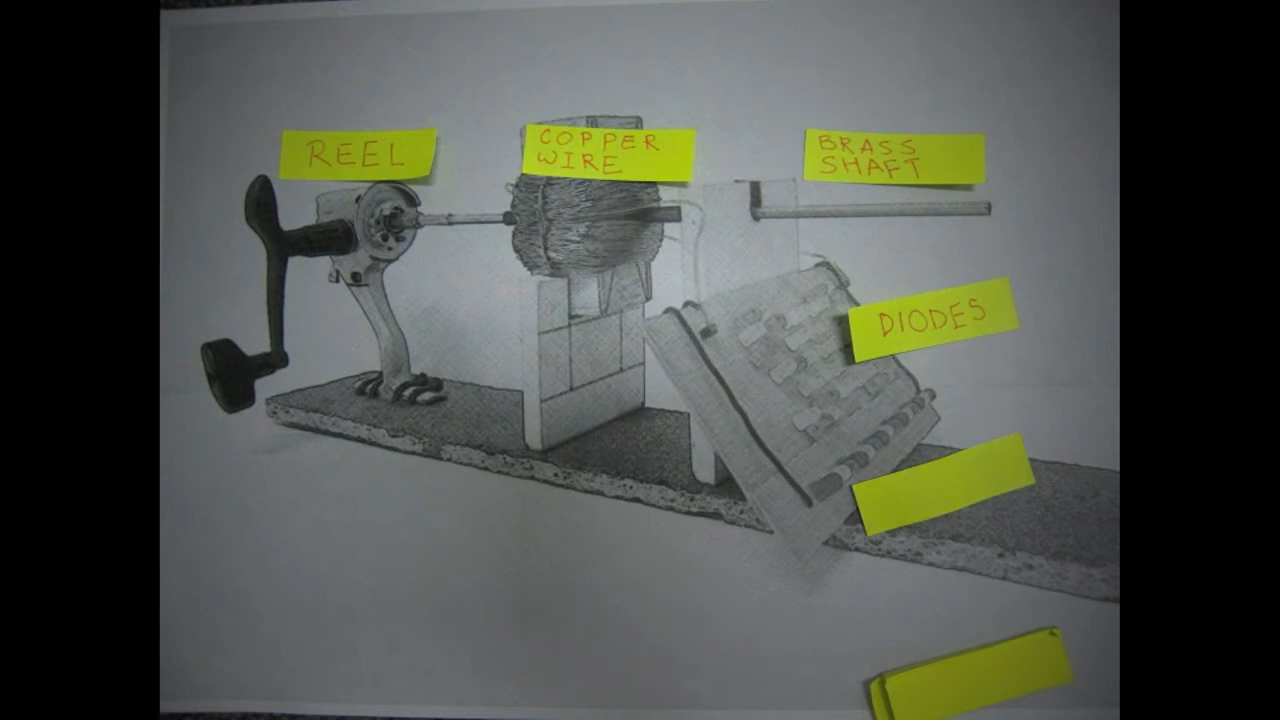 REEL
COPPER
WIRE
BRASS
SHAFT
DIODES